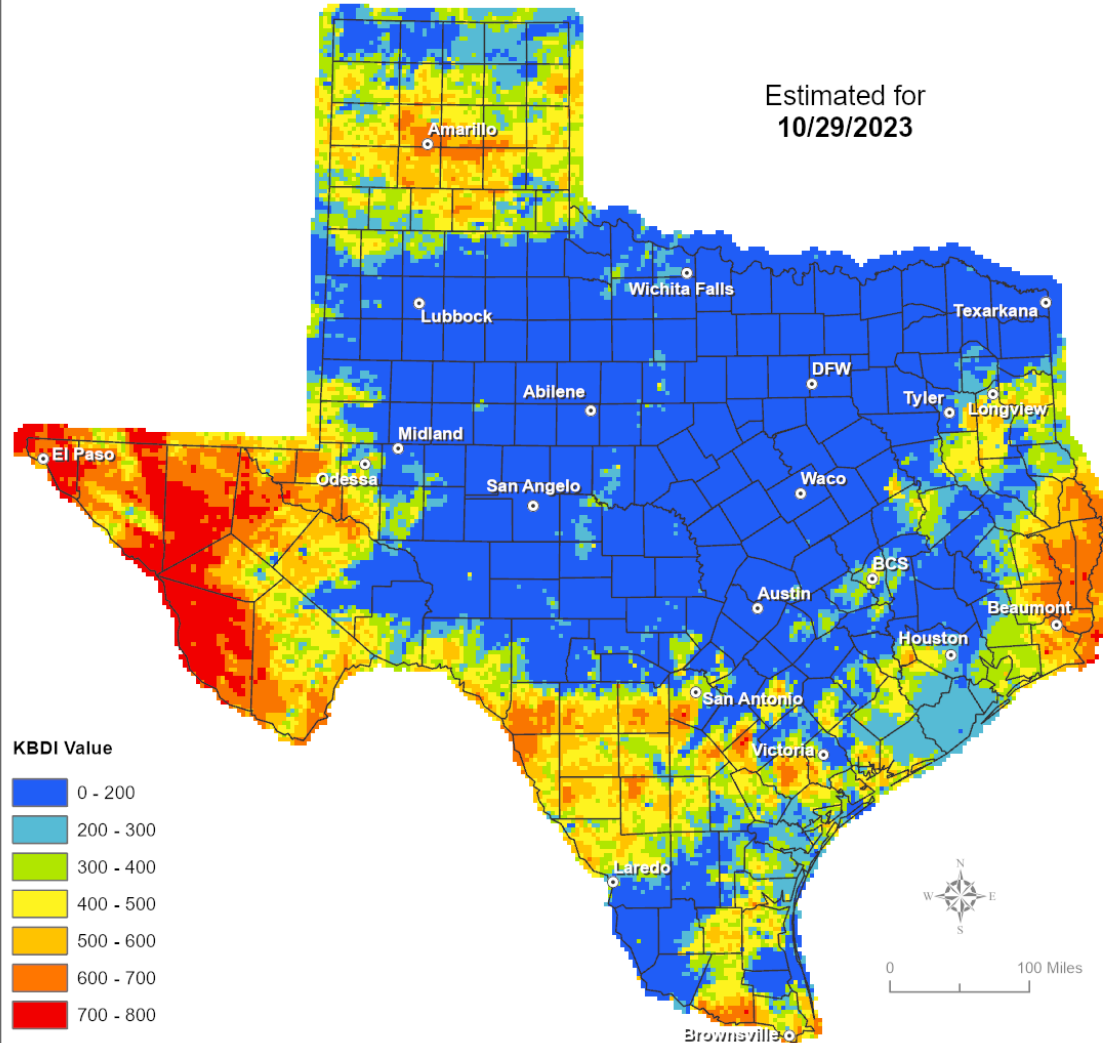 Estimated for
10/29/2023
Amarillo
Wichita Falls
Lubbock
Texarkana
DFW
Abilene
Tyler
Longview
Midland
El Paso
Odessa
San Angelo
Waco
BCS
Austin
Beaumont
Houston
San Antonio
Victoria
KBDI Value
0 - 200
200 - 300
300 - 400
400 - 500
500 - 600
600 - 700
700 - 800
Laredo
N
W E
S
0 100 Miles
Brownsville